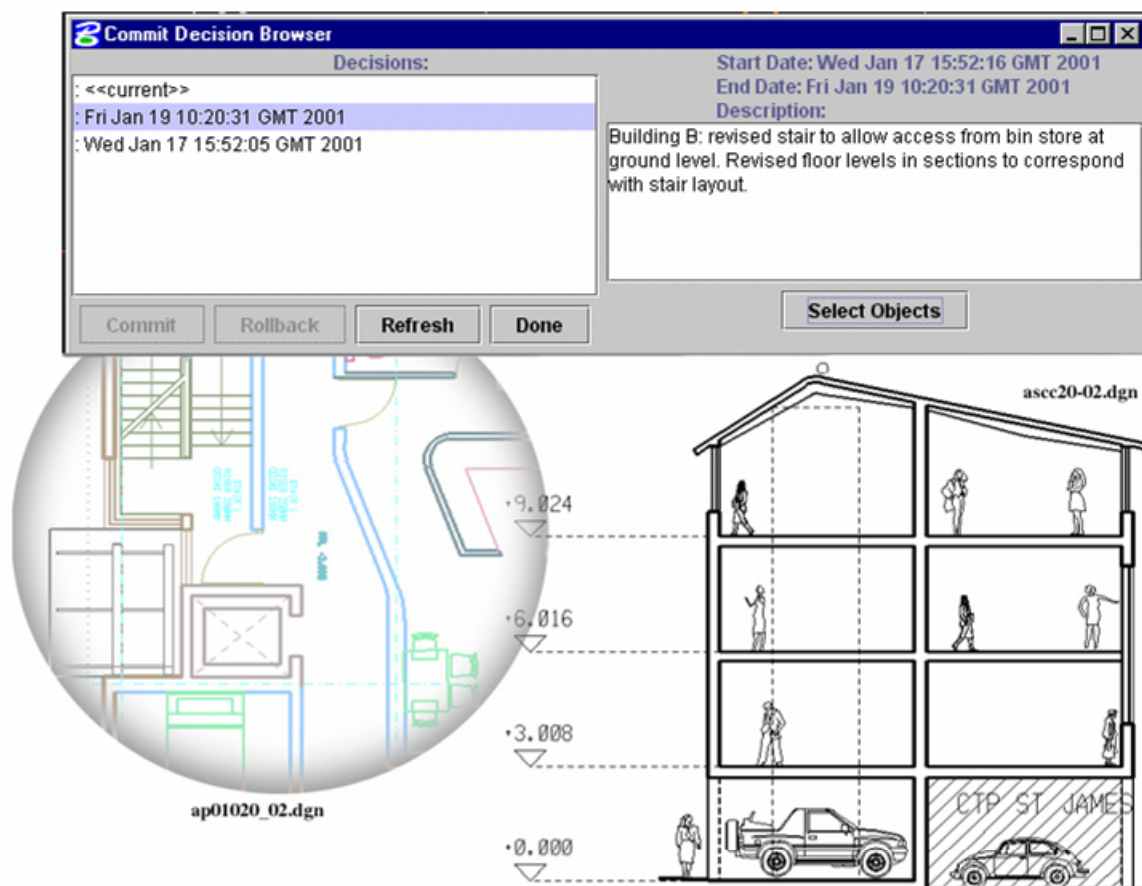 Commit Decision Browser
Decisions:
: <<current>>
: Fri Jan 19 10:20:31 GMT 2001
: Wed Jan 17 15:52:05 GMT 2001
Commit
Rollback
Refresh
Done
Start Date: Wed Jan 17 15:52:16 GMT 2001
End Date: Fri Jan 19 10:20:31 GMT 2001
Description:
Building B: revised stair to allow access from bin store at
ground level. Revised floor levels in sections to correspond
with stair layout.
Select Objects
ap01020_02.dgn
ascc20-02.dgn
+9.024
+6.016
+3.008
+0.000
CTP ST JAMES